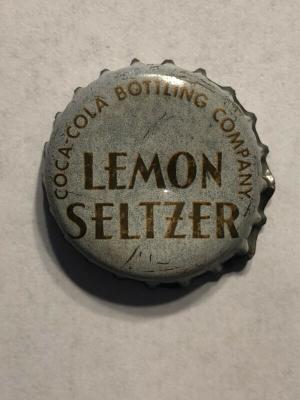 COCA-COLA BOTTLING COMPANY
LEMON
SELTZER